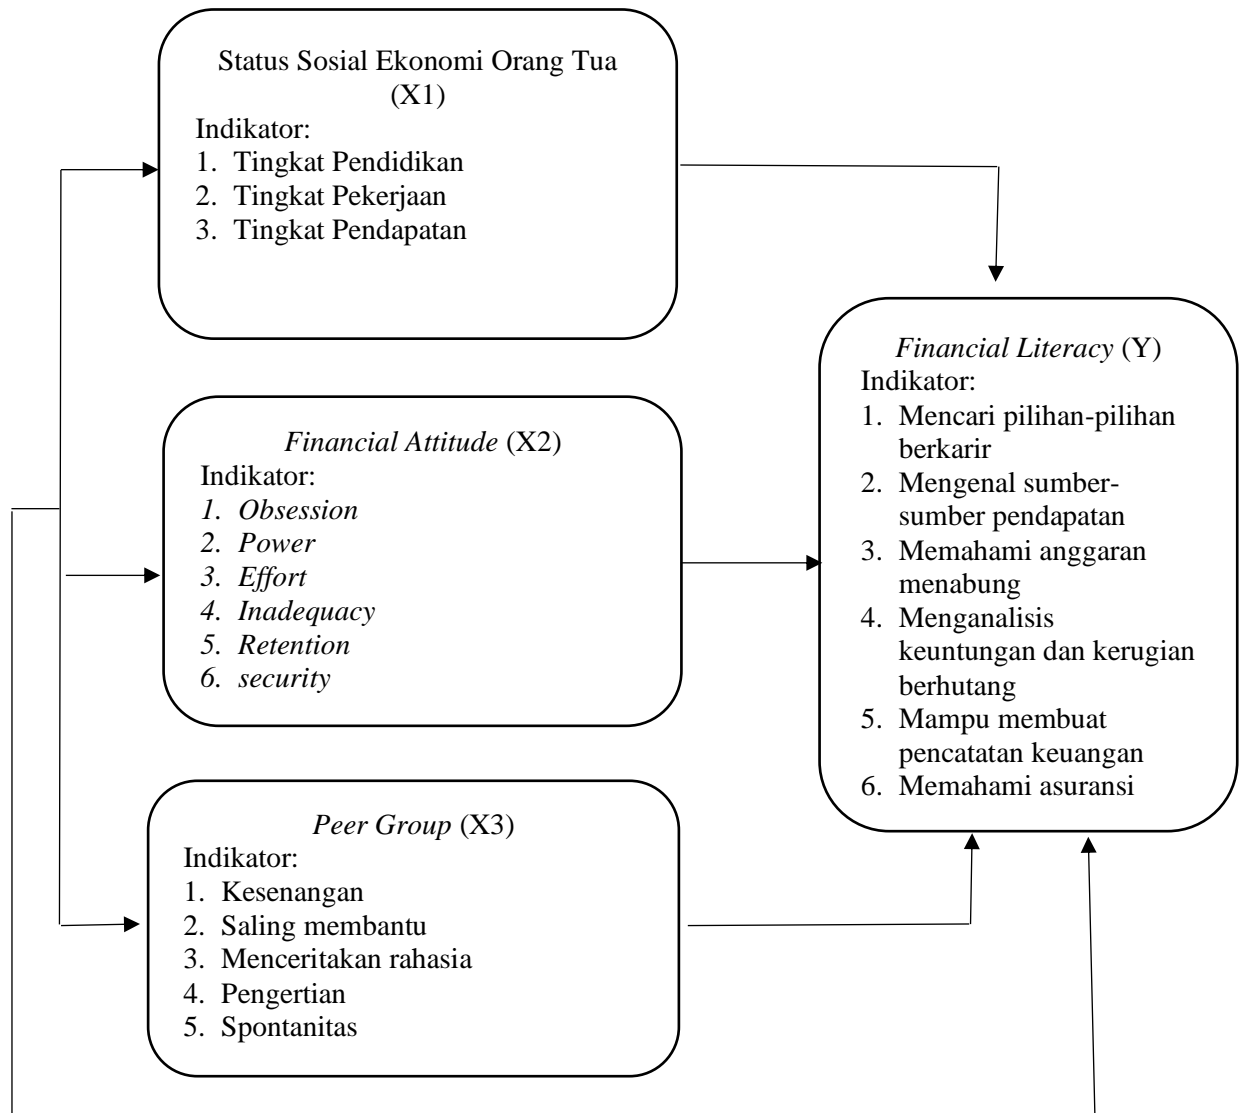 Status Sosial Ekonomi Orang Tua
(X1)
Indikator:
1. Tingkat Pendidikan
2. Tingkat Pekerjaan
3. Tingkat Pendapatan
Financial Attitude (X2)
Indikator:
1. Obsession
2. Power
3. Effort
4. Inadequacy
5. Retention
6. security
Peer Group (X3)
Indikator:
1. Kesenangan
2. Saling membantu
3. Menceritakan rahasia
4. Pengertian
5. Spontanitas
Financial Literacy (Y)
Indikator:
1. Mencari pilihan-pilihan
berkarir
2. Mengenal sumber-
sumber pendapatan
3. Memahami anggaran
menabung
4. Menganalisis
keuntungan dan kerugian
berhutang
5. Mampu membuat
pencatatan keuangan
6. Memahami asuransi